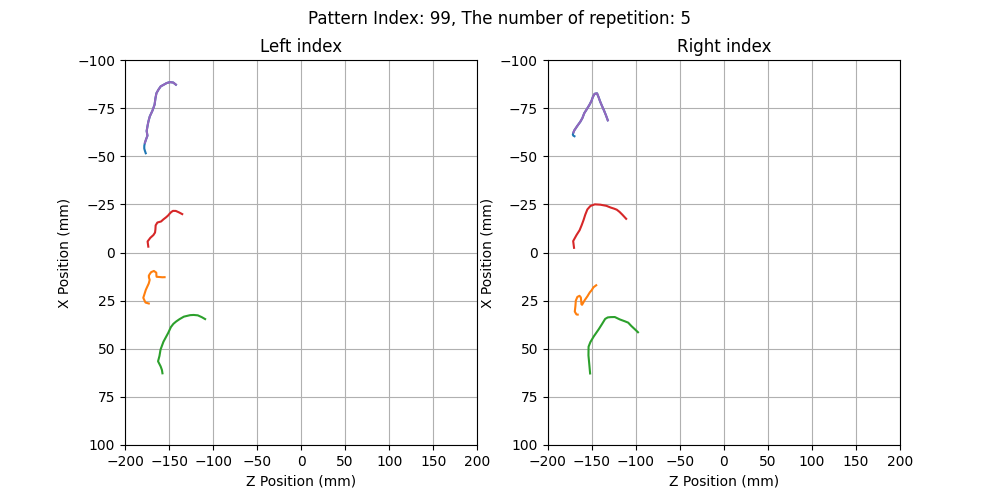 Pattern Index: 99, The number of repetition: 5
Left index
−100
−75
−50
−25
0
25
50
75
100
X Position (mm)
−200 −150 −100 −50 0 50 100 150 200
Z Position (mm)
Right index
−100
−75
−50
−25
0
25
50
75
100
X Position (mm)
−200 −150 −100 −50 0 50 100 150 200
Z Position (mm)